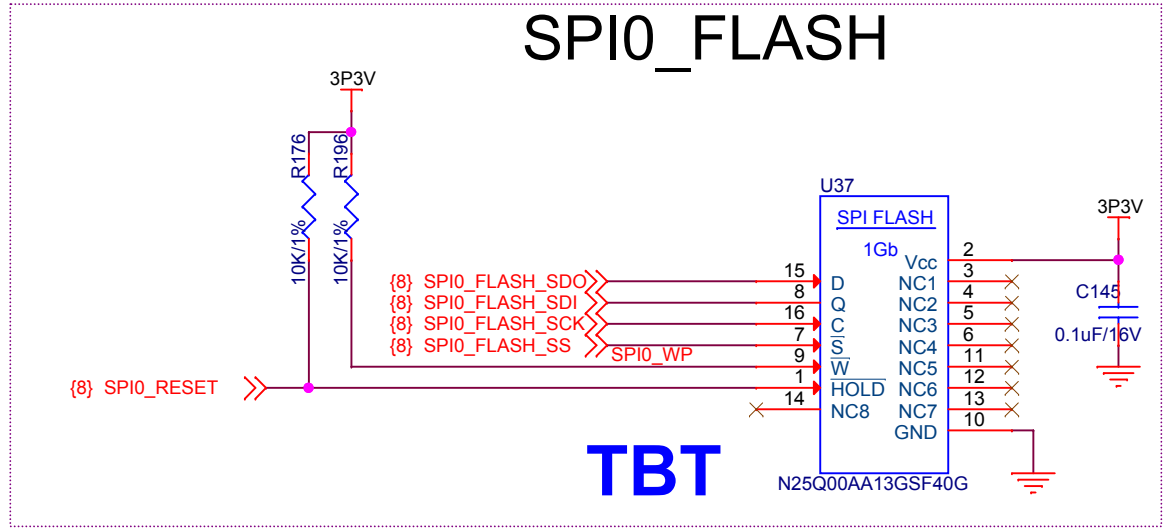 SPI0_FLASH
3P3V
R176
R196
10K/1%
10K/1%
U37
SPI FLASH
1Gb
3P3V
C145
0.1uF/16V
{8} SPI0_FLASH_SDO
{8} SPI0_FLASH_SDI
{8} SPI0_FLASH_SCK
{8} SPI0_FLASH_SS
SPI0_WP
{8} SPI0_RESET
15 D
8 Q
16 C
7 S
9 W
1 HOLD
14 NC8
Vcc 2
NC1 3
NC2 4
NC3 5
NC4 6
NC5 11
NC6 12
NC7 13
GND 10
TBT
N25Q00AA13GSF40G